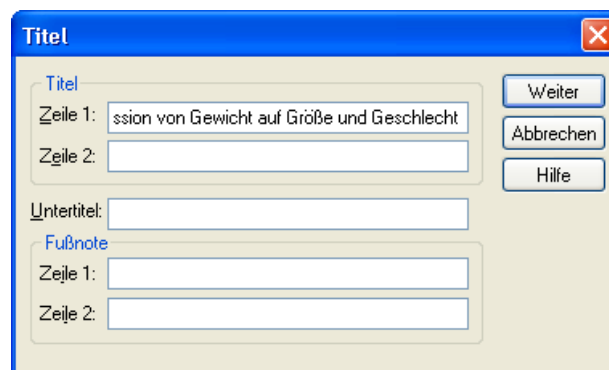 Titel
Titel
Zeile 1: ssion von Gewicht auf Größe und Geschlecht
Zeile 2:
Untertitel:
Fußnote
Zeile 1:
Zeile 2:
Weiter
Abbrechen
Hilfe